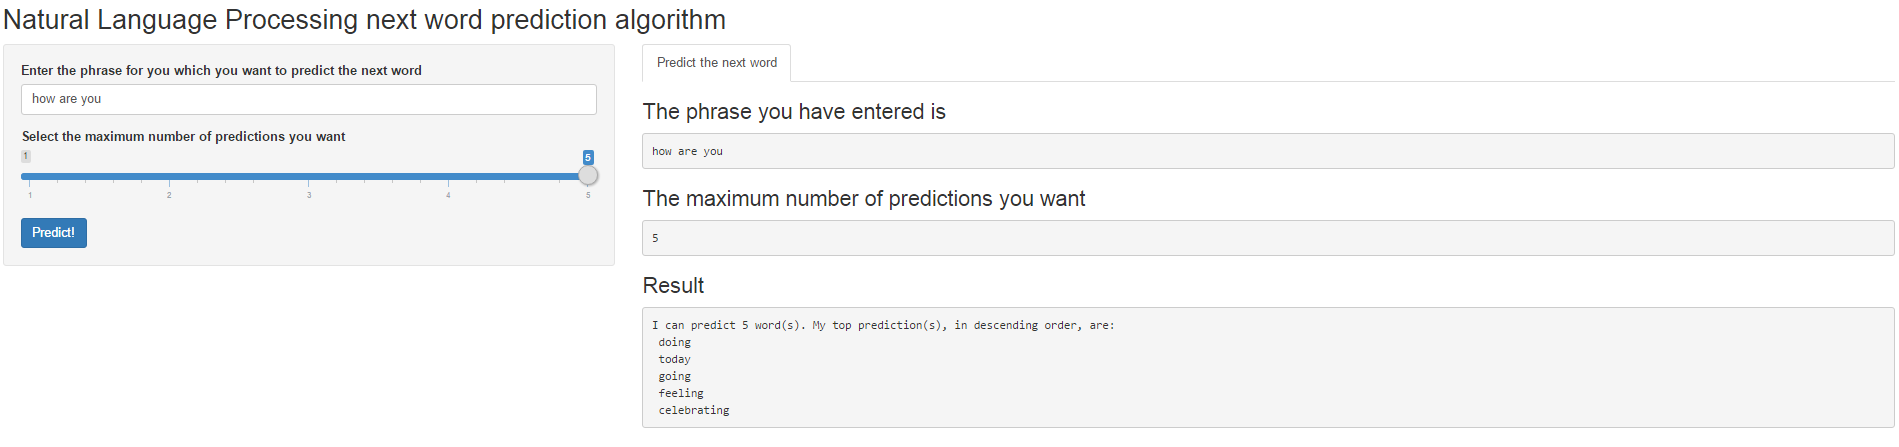 Natural Language Processing next word prediction algorithm
Enter the phrase for you which you want to predict the next word
how are you
Select the maximum number of predictions you want
1 5
1 2 3 4 5
Predict!
Predict the next word
The phrase you have entered is
how are you
The maximum number of predictions you want
5
Result
I can predict 5 word(s). My top prediction(s), in descending order, are:
doing
today
going
feeling
celebrating